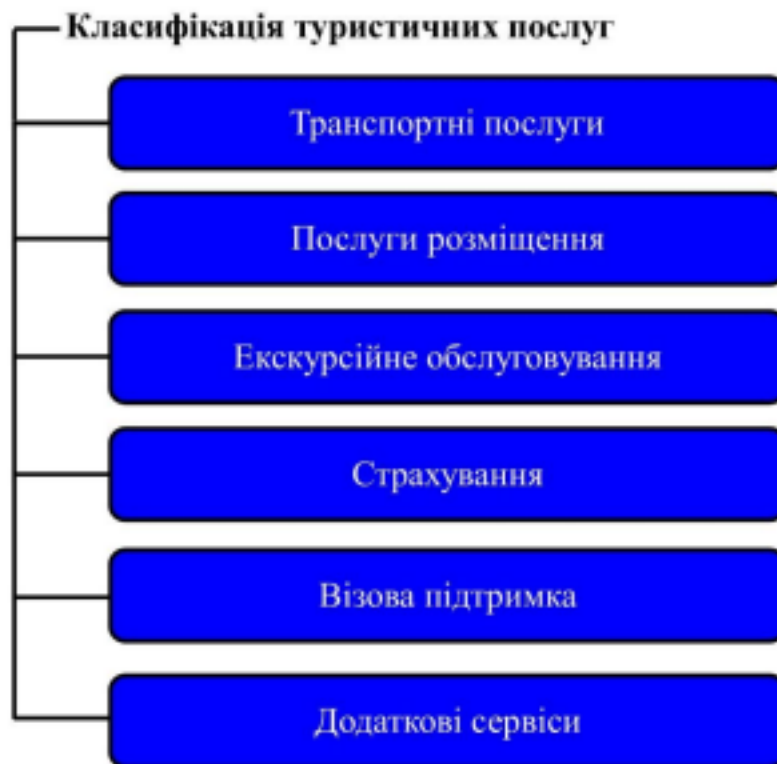 Класифікація туристичних послуг
Транспортні послуги
Послуги розміщення
Екскурсійне обслуговування
Страхування
Візова підтримка
Додаткові сервіси